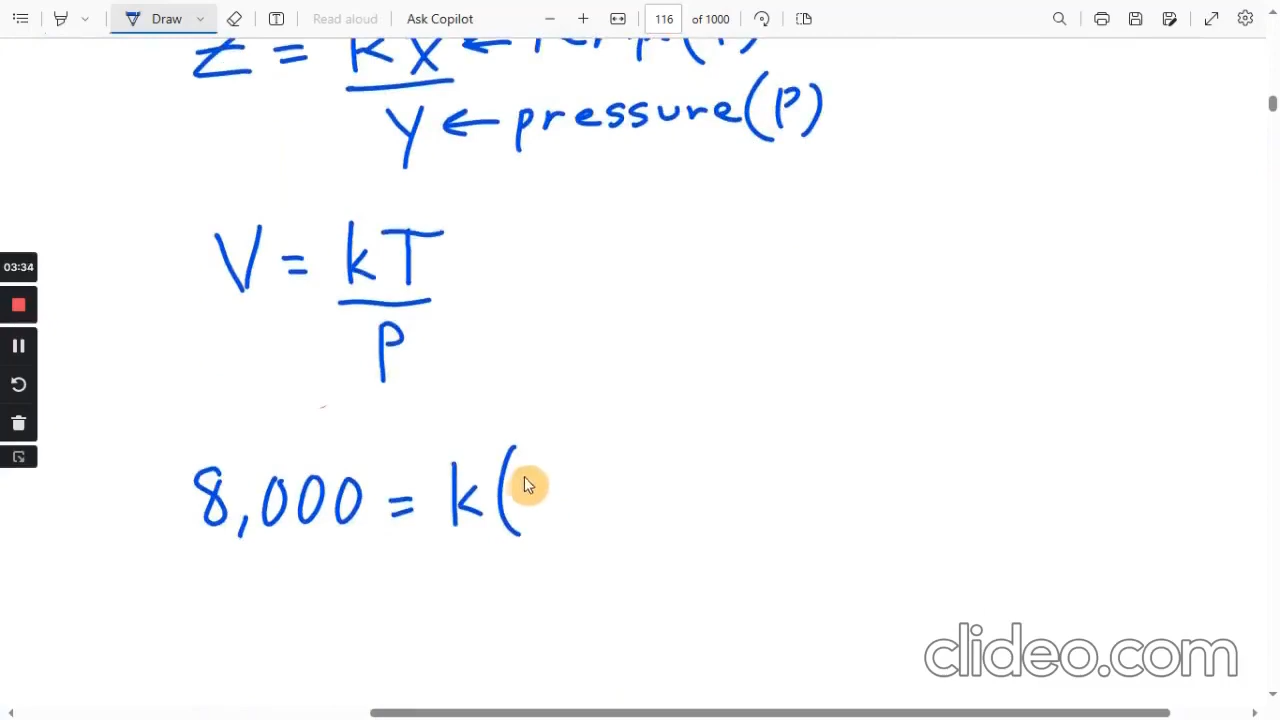 Draw
Read aloud
Ask Copilot
116 of 1000
Z = kX ←
Y ← pressure (P)
V = kT
P
03:34
8,000 = k (
clideo.com